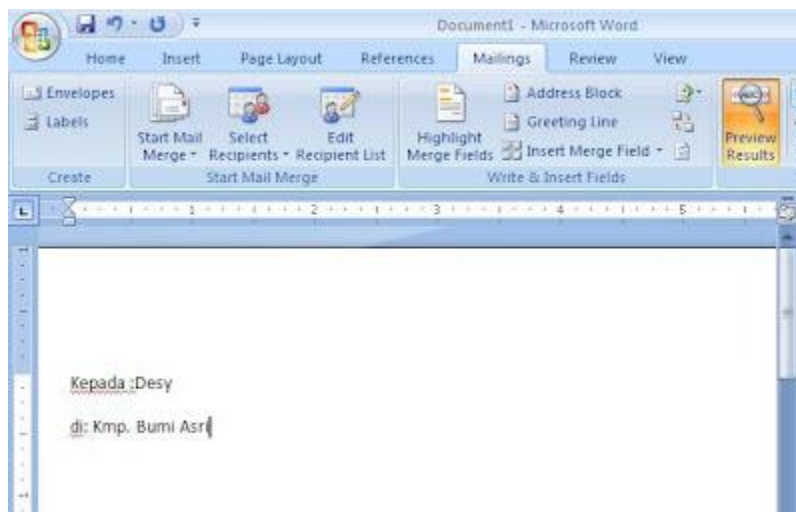 Document1 - Microsoft Word
Home Insert Page Layout References Mailings Review View
Envelopes
Labels
Start Mail Merge
Select Recipients
Edit Recipient List
Highlight Merge Fields
Address Block
Greeting Line
Insert Merge Field
Preview Results
Create
Start Mail Merge
Write & Insert Fields
L
1 2 3 4 5
Kepada :Desy
di: Kmp. Bumi Asri